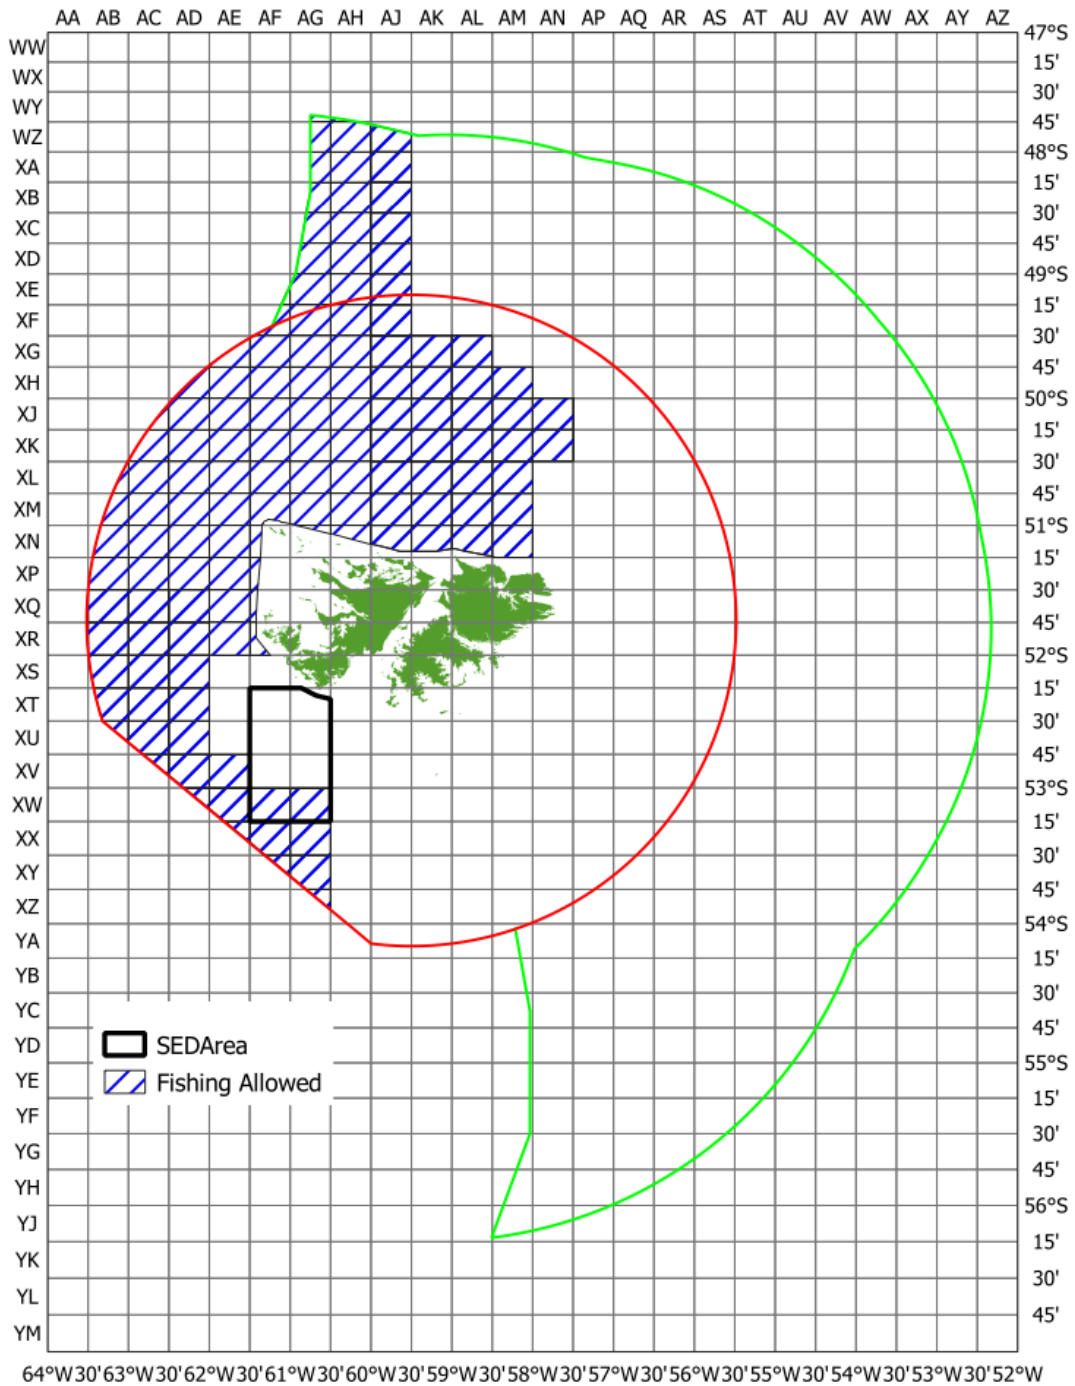 AA AB AC AD AE AF AG AH AJ AK AL AM AN AP AQ AR AS AT AU AV AW AX AY AZ
47°S
WW
15'
WX
30'
WY
45'
WZ
48°S
XA
15'
XB
30'
XC
45'
XD
49°S
XE
15'
XF
30'
XG
45'
XH
50°S
XJ
15'
XK
30'
XL
45'
XM
51°S
XN
15'
XP
30'
XQ
45'
XR
52°S
XS
15'
XT
30'
XU
45'
XV
53°S
XW
15'
XX
30'
XY
45'
XZ
54°S
YA
15'
YB
30'
YC
45'
YD
55°S
YE
15'
YF
30'
YG
45'
YH
56°S
YJ
15'
YK
30'
YL
45'
YM
SEDArea
Fishing Allowed
64°W30'63°W30'62°W30'61°W30'60°W30'59°W30'58°W30'57°W30'56°W30'55°W30'54°W30'53°W30'52°W